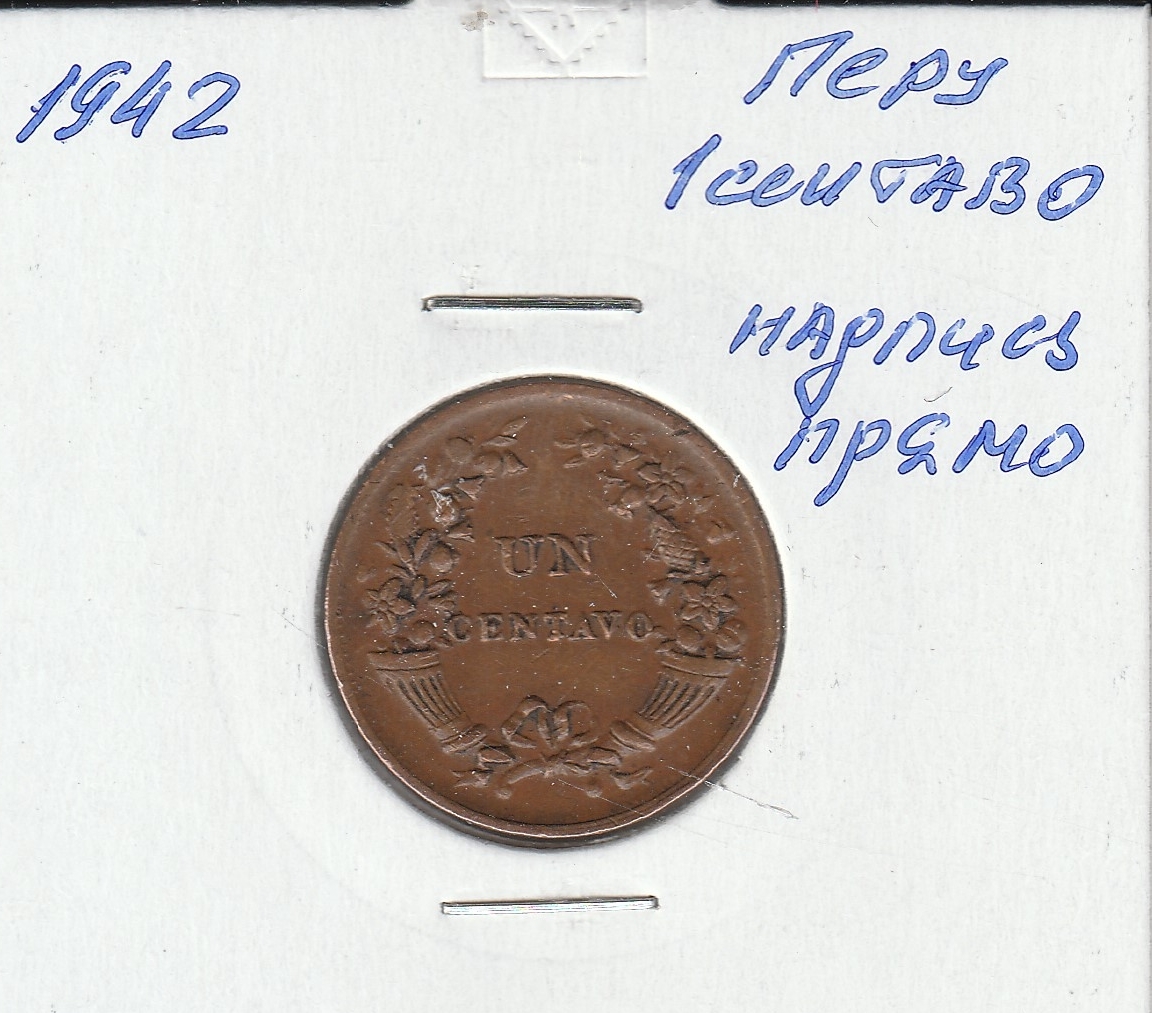 1942
Перу
1 сентаво
надпись
прямо
UN
CENTAVO